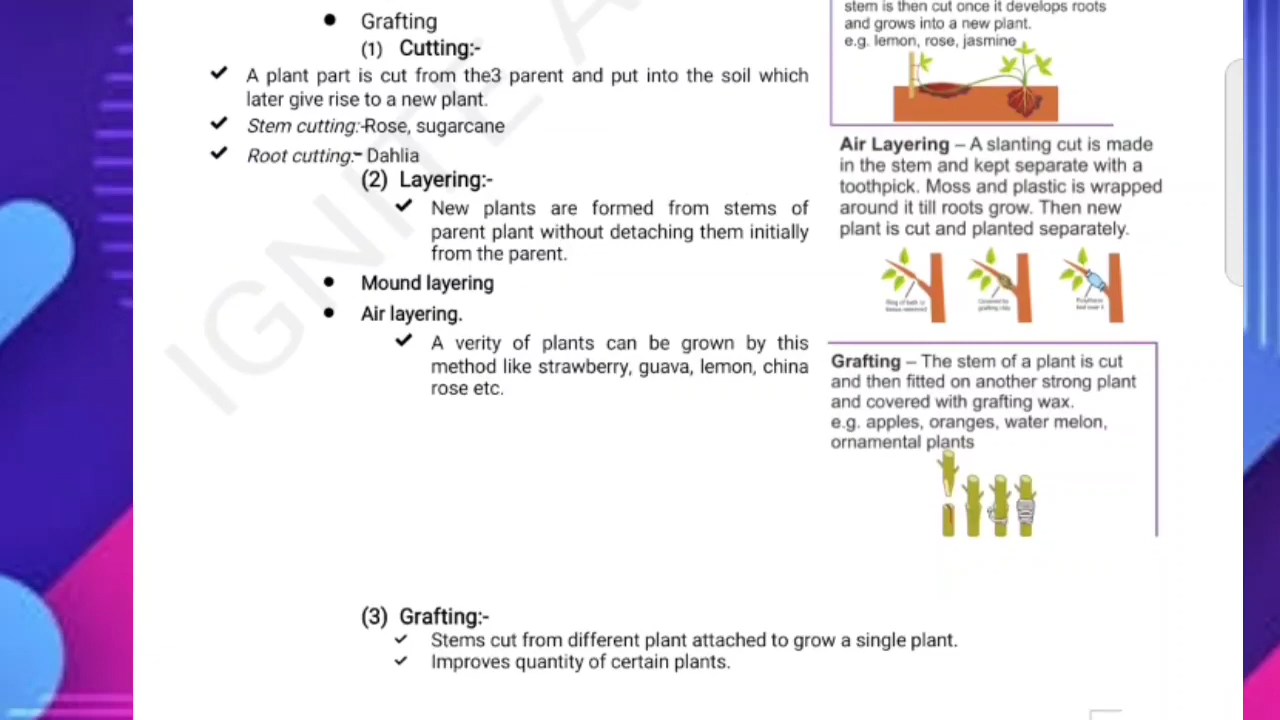 Grafting
(1) Cutting:-
A plant part is cut from the3 parent and put into the soil which
later give rise to a new plant.
Stem cutting:-Rose, sugarcane
Root cutting:- Dahlia
(2) Layering:-
New plants are formed from stems of
parent plant without detaching them initially
from the parent.
Mound layering
Air layering.
A verity of plants can be grown by this
method like strawberry, guava, lemon, china
rose etc.
stem is then cut once it develops roots
and grows into a new plant.
e.g. lemon, rose, jasmine
Air Layering – A slanting cut is made
in the stem and kept separate with a
toothpick. Moss and plastic is wrapped
around it till roots grow. Then new
plant is cut and planted separately.
Grafting – The stem of a plant is cut
and then fitted on another strong plant
and covered with grafting wax.
e.g. apples, oranges, water melon,
ornamental plants
(3) Grafting:-
Stems cut from different plant attached to grow a single plant.
Improves quantity of certain plants.
IGNITE A